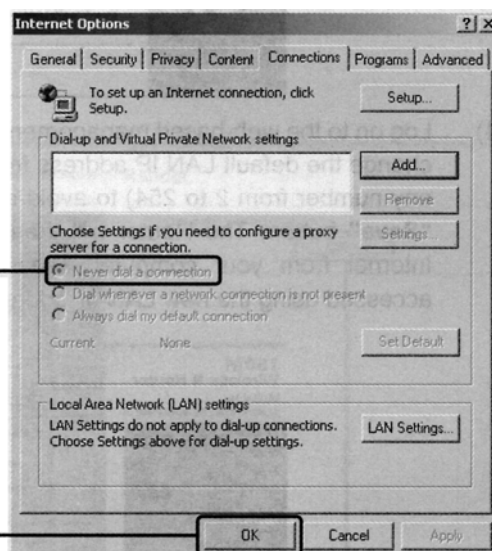 Internet Options
General Security Privacy Content Connections Programs Advanced
To set up an Internet connection, click
Setup.
Setup...
Dial-up and Virtual Private Network settings
Add...
Remove
Choose Settings if you need to configure a proxy
server for a connection.
Settings...
Never dial a connection
Dial whenever a network connection is not present
Always dial my default connection
Current None
Set Default
Local Area Network (LAN) settings
LAN Settings do not apply to dial-up connections.
Choose Settings above for dial-up settings.
LAN Settings...
OK Cancel Apply